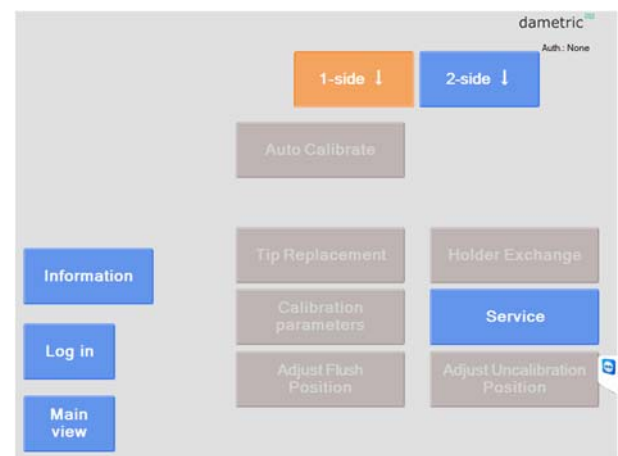 dametric
Auth.: None
1-side ↓
2-side ↓
Auto Calibrate
Tip Replacement
Holder Exchange
Information
Calibration
parameters
Service
Log in
Adjust Flush
Position
Adjust Uncalibration
Position
Main
view